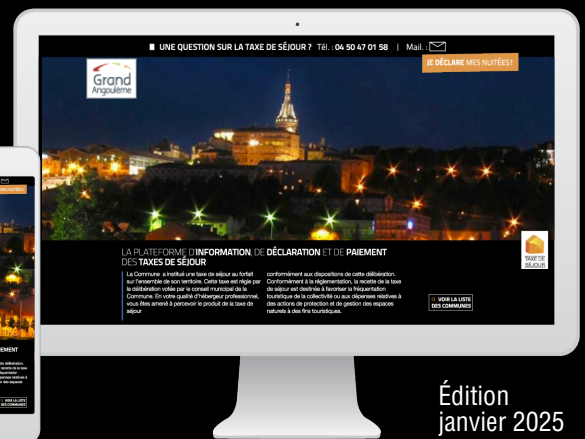 UNE QUESTION SUR LA TAXE DE SÉJOUR ? Tél. : 04 50 47 01 58 | Mail. :
JE DÉCLARE MES NUITÉES !
Grand
Angoulême
LA PLATEFORME D'INFORMATION, DE DÉCLARATION ET DE PAIEMENT
DES TAXES DE SÉJOUR
La Commune a institué une taxe de séjour au forfait
sur l'ensemble de son territoire. Cette taxe est régie par
la délibération votée par le conseil municipal de la
Commune. En votre qualité d'hébergeur professionnel,
vous êtes amené à percevoir le produit de la taxe de
séjour
conformément aux dispositions de cette délibération.
Conformément à la réglementation, la recette de la taxe
de séjour est destinée à favoriser la fréquentation
touristique de la collectivité ou aux dépenses relatives à
des actions de protection et de gestion des espaces
naturels à des fins touristiques.
TAXE DE
SÉJOUR
VOIR LA LISTE
DES COMMUNES
IEMENT
VOIR LA LISTE
DES COMMUNES
Édition
janvier 2025